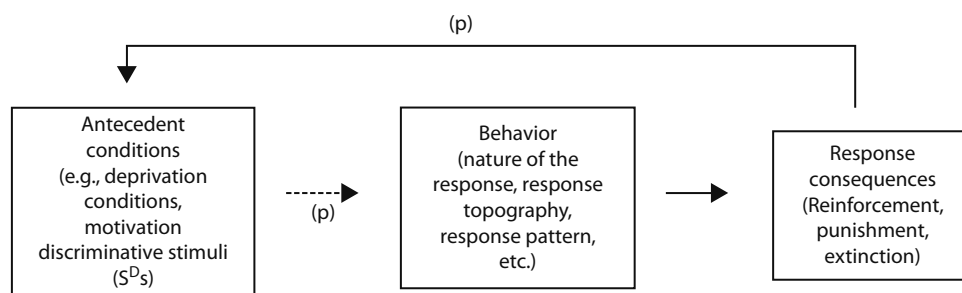 (p)
Antecedent
conditions
(e.g., deprivation
conditions,
motivation
discriminative stimuli
(Sᴰs)
(p)
Behavior
(nature of the
response, response
topography,
response pattern,
etc.)
Response
consequences
(Reinforcement,
punishment,
extinction)